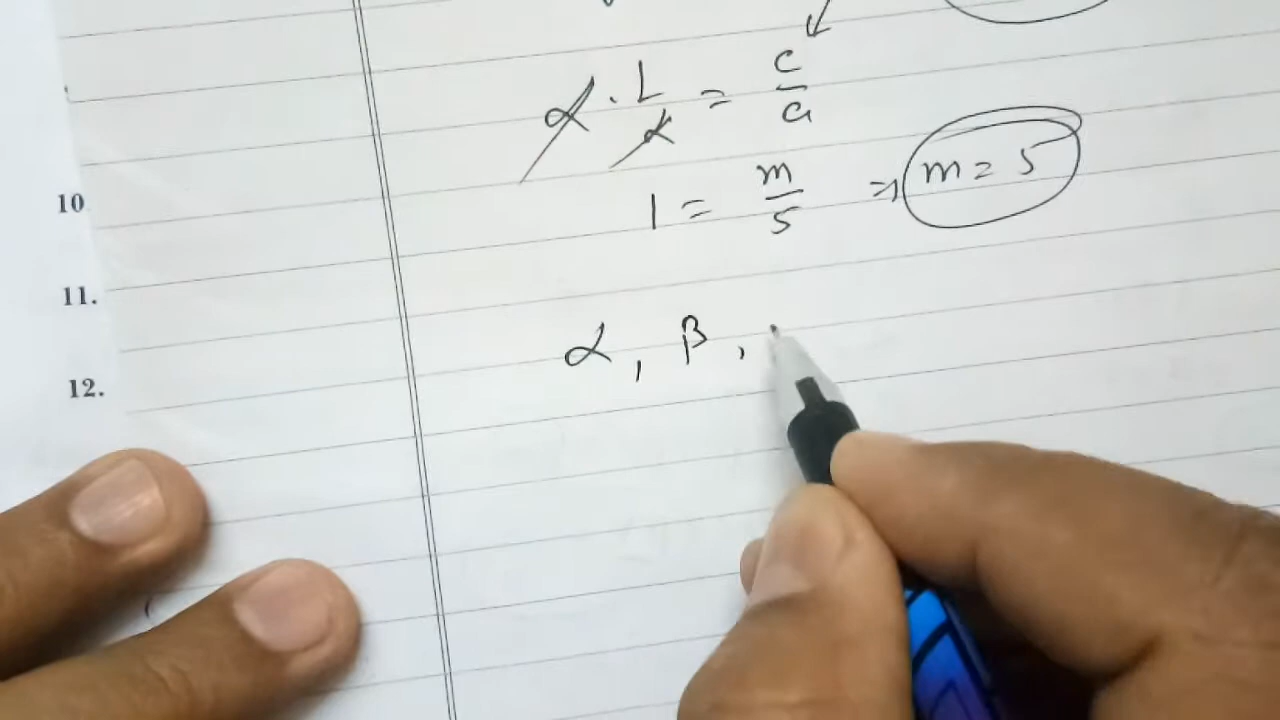 α . 1/α = c/a
10
1 = m/5 ⇒ m = 5
11.
α, β,
12.